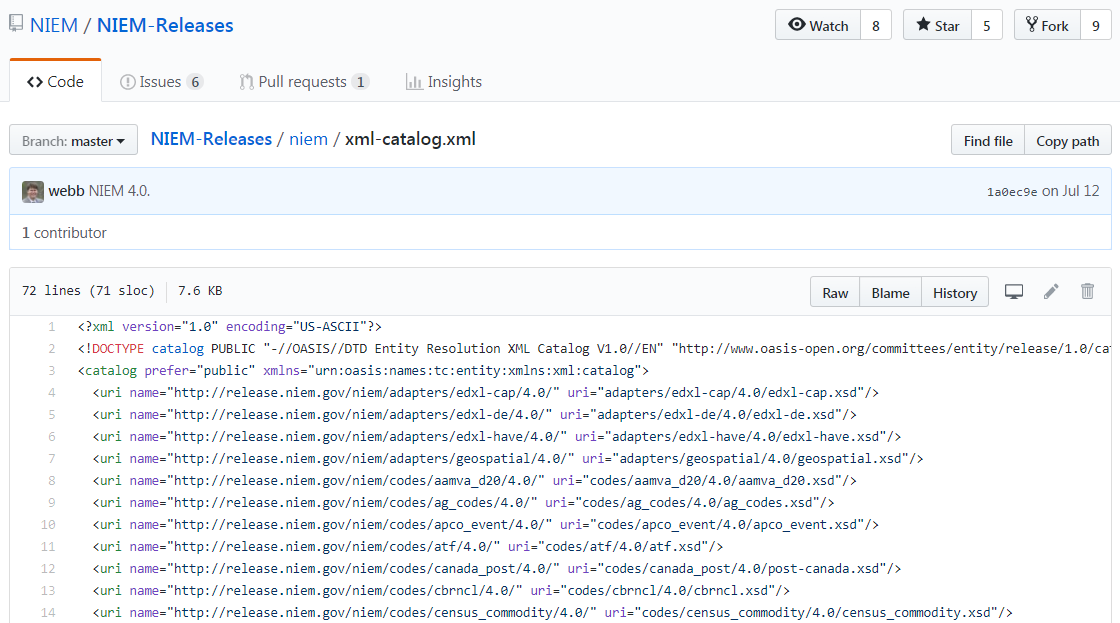 NIEM / NIEM-Releases
Watch 8 Star 5 Fork 9
Code Issues 6 Pull requests 1 Insights
Branch: master NIEM-Releases / niem / xml-catalog.xml Find file Copy path
webb NIEM 4.0. 1a0ec9e on Jul 12
1 contributor
72 lines (71 sloc) 7.6 KB Raw Blame History
1 <?xml version="1.0" encoding="US-ASCII"?>
2 <!DOCTYPE catalog PUBLIC "-//OASIS//DTD Entity Resolution XML Catalog V1.0//EN" "http://www.oasis-open.org/committees/entity/release/1.0/cat
3 <catalog prefer="public" xmlns="urn:oasis:names:tc:entity:xmlns:xml:catalog">
4 <uri name="http://release.niem.gov/niem/adapters/edxl-cap/4.0/" uri="adapters/edxl-cap/4.0/edxl-cap.xsd"/>
5 <uri name="http://release.niem.gov/niem/adapters/edxl-de/4.0/" uri="adapters/edxl-de/4.0/edxl-de.xsd"/>
6 <uri name="http://release.niem.gov/niem/adapters/edxl-have/4.0/" uri="adapters/edxl-have/4.0/edxl-have.xsd"/>
7 <uri name="http://release.niem.gov/niem/adapters/geospatial/4.0/" uri="adapters/geospatial/4.0/geospatial.xsd"/>
8 <uri name="http://release.niem.gov/niem/codes/aamva_d20/4.0/" uri="codes/aamva_d20/4.0/aamva_d20.xsd"/>
9 <uri name="http://release.niem.gov/niem/codes/ag_codes/4.0/" uri="codes/ag_codes/4.0/ag_codes.xsd"/>
10 <uri name="http://release.niem.gov/niem/codes/apco_event/4.0/" uri="codes/apco_event/4.0/apco_event.xsd"/>
11 <uri name="http://release.niem.gov/niem/codes/atf/4.0/" uri="codes/atf/4.0/atf.xsd"/>
12 <uri name="http://release.niem.gov/niem/codes/canada_post/4.0/" uri="codes/canada_post/4.0/post-canada.xsd"/>
13 <uri name="http://release.niem.gov/niem/codes/cbrncl/4.0/" uri="codes/cbrncl/4.0/cbrncl.xsd"/>
14 <uri name="http://release.niem.gov/niem/codes/census_commodity/4.0/" uri="codes/census_commodity/4.0/census_commodity.xsd"/>